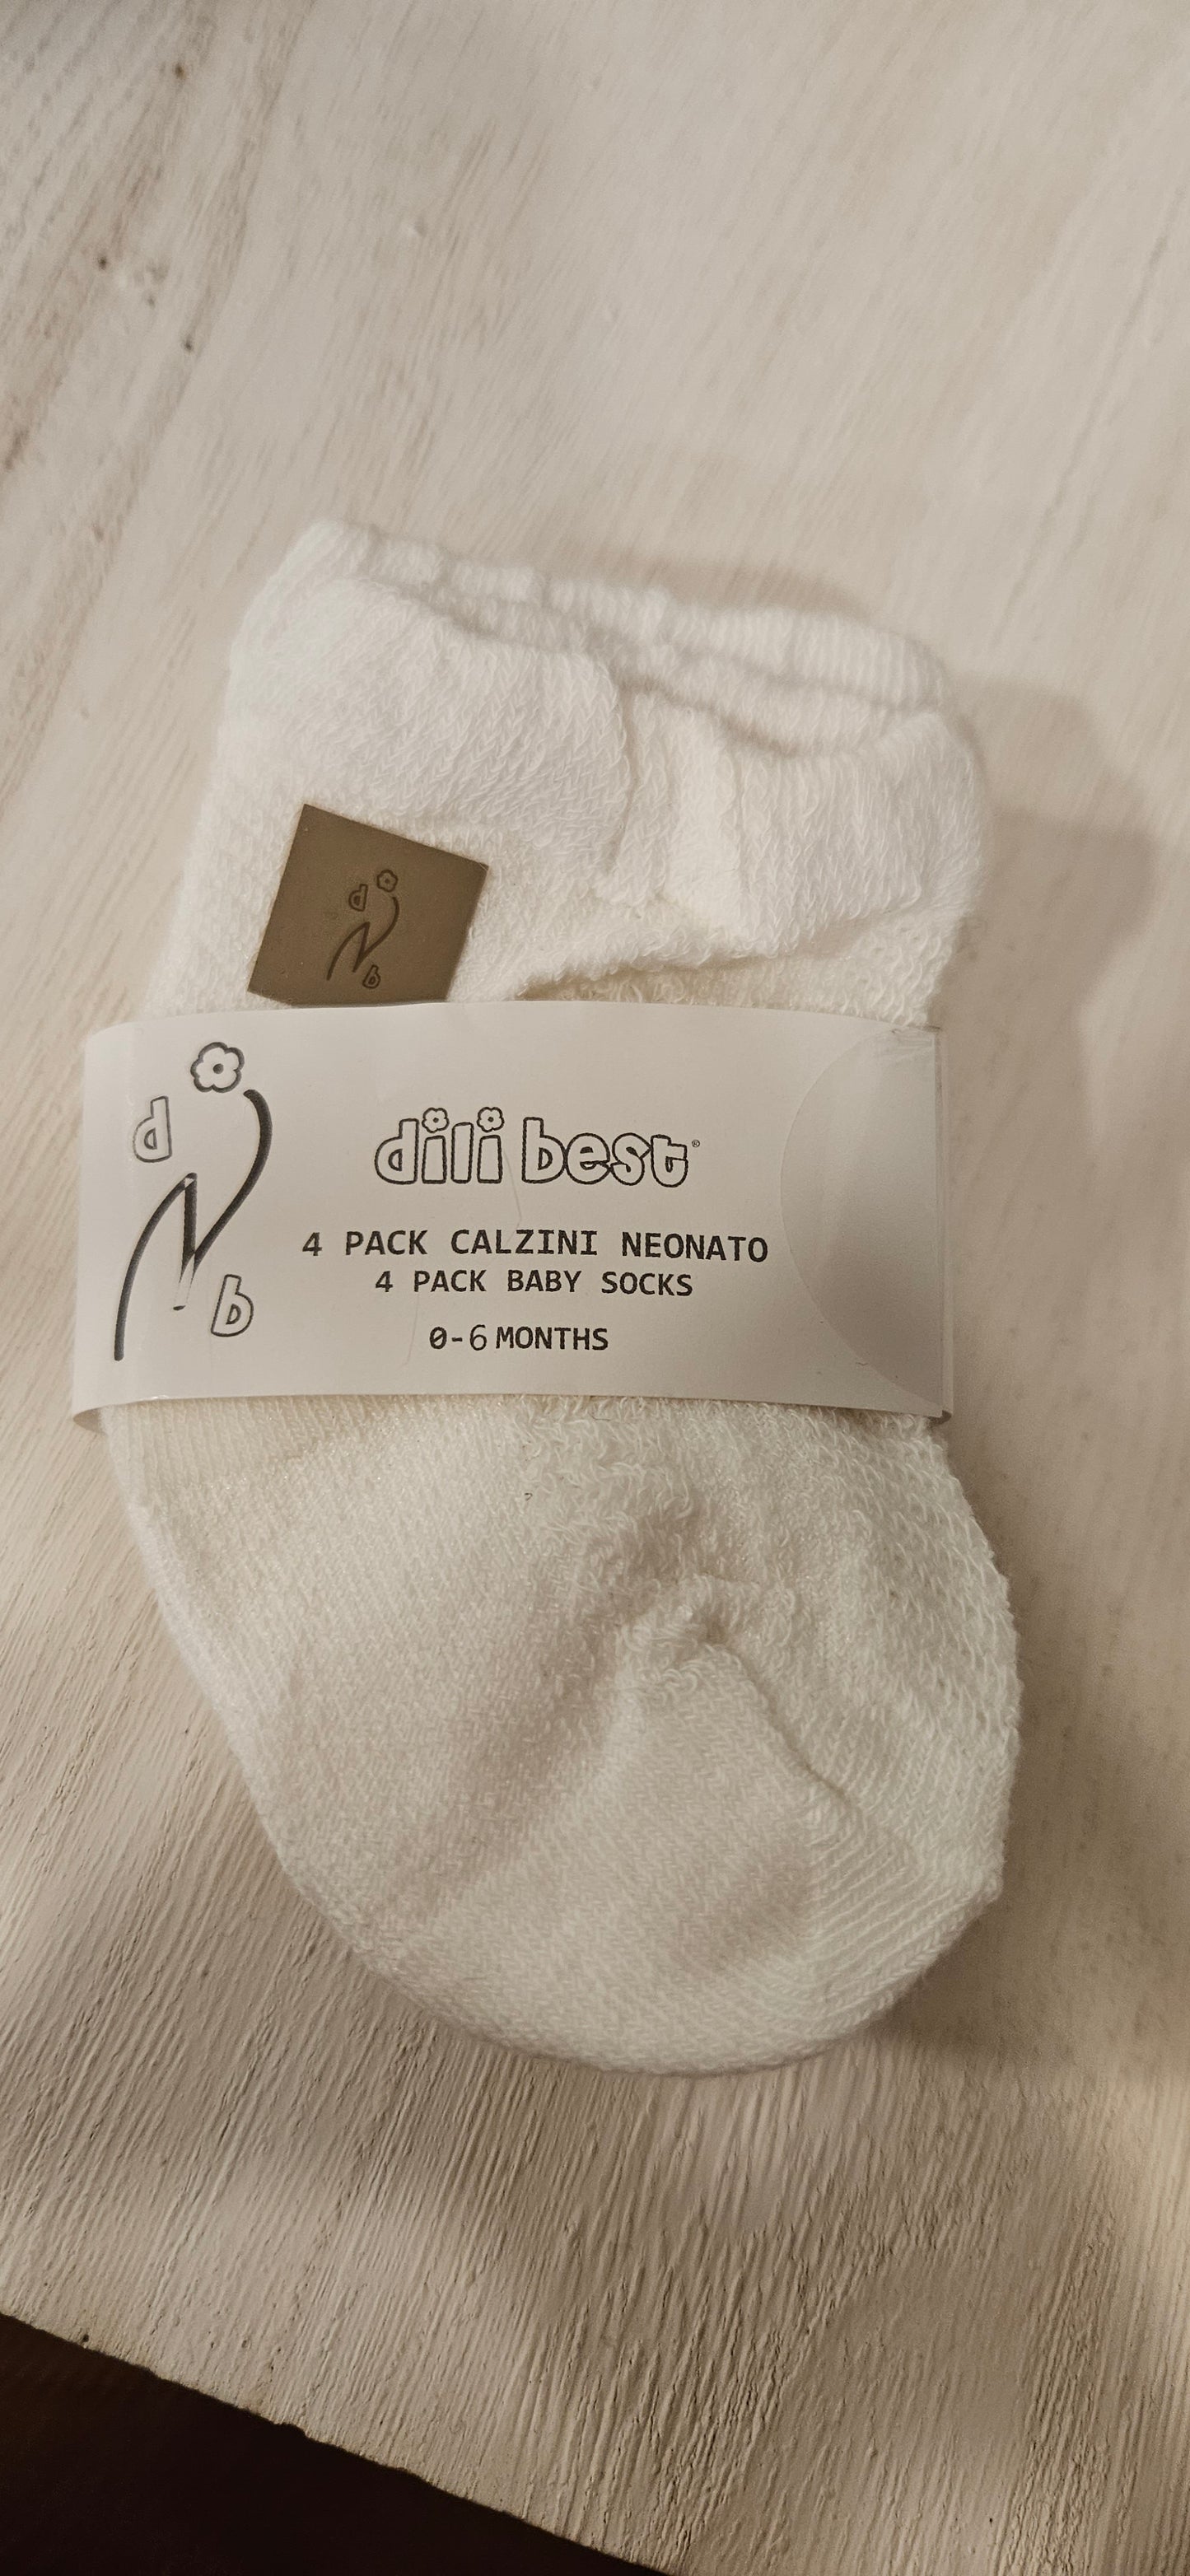 d
b
d
b
dili best®
4 PACK CALZINI NEONATO
4 PACK BABY SOCKS
0-6 MONTHS